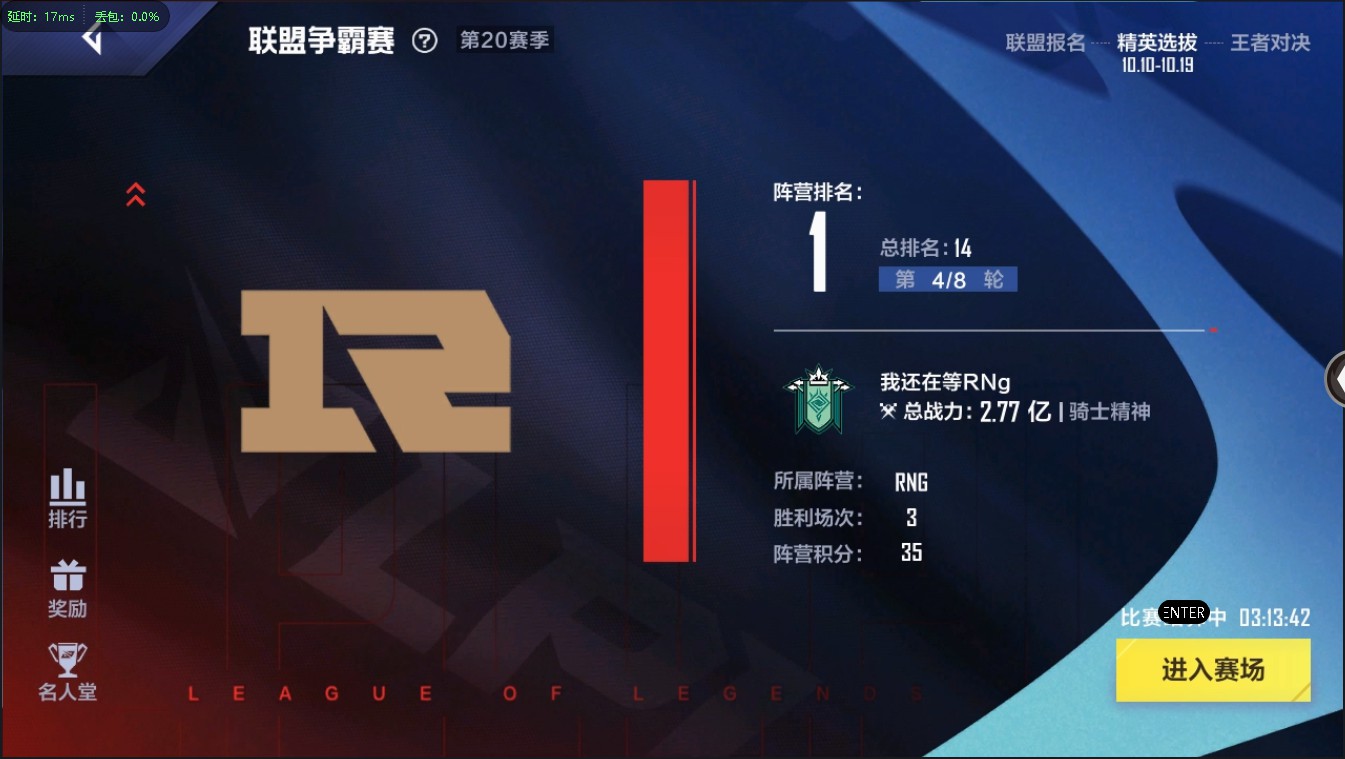 延时: 17ms 丢包: 0.0%
联盟争霸赛 ? 第20赛季
联盟报名 精英选拔 王者对决
10.10-10.19
阵营排名:
1
总排名: 14
第 4/8 轮
我还在等RNg
总战力: 2.77 亿 | 骑士精神
所属阵营: RNG
胜利场次: 3
阵营积分: 35
排行
奖励
名人堂
LEAGUE OF LEGENDS
比赛 中 03:13:42
ENTER
进入赛场